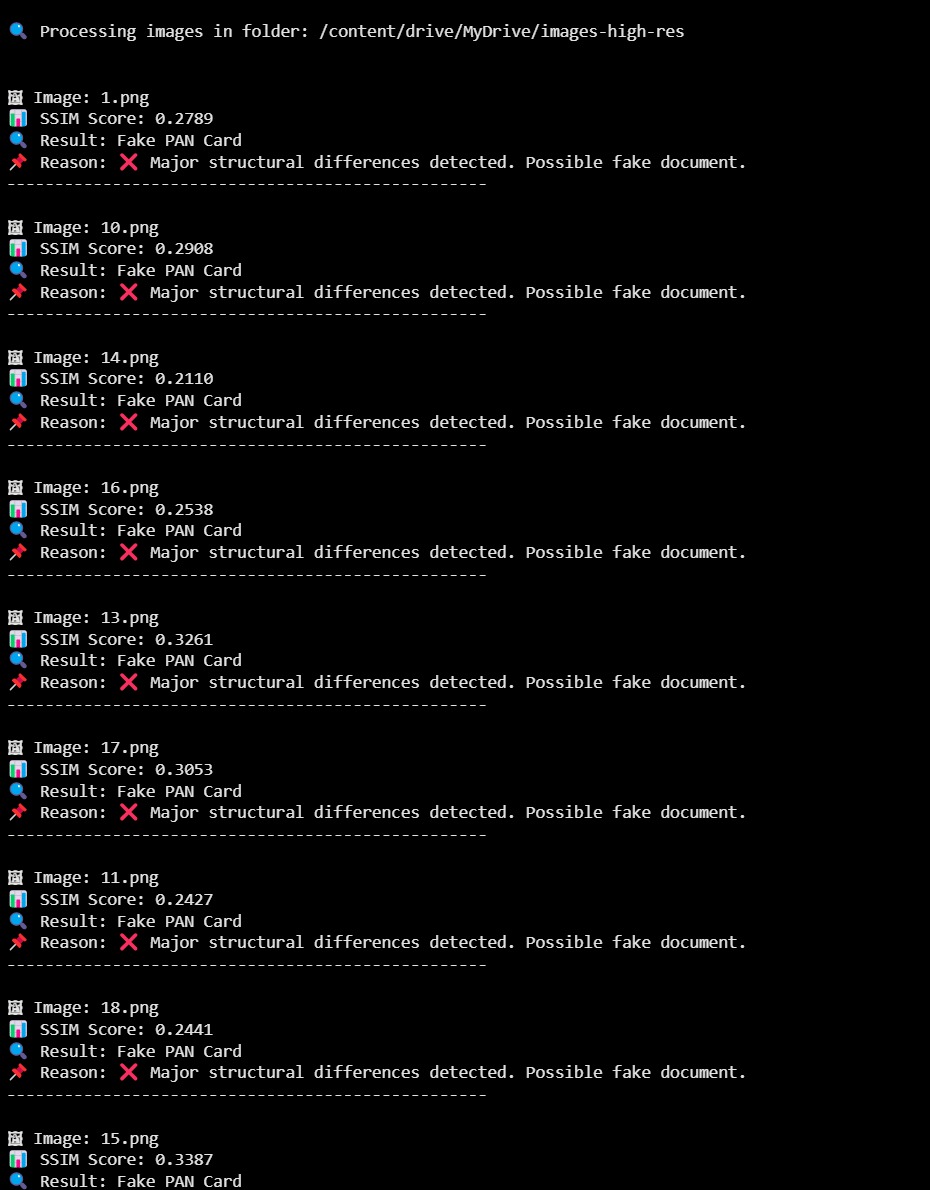 🔍 Processing images in folder: /content/drive/MyDrive/images-high-res
🖼 Image: 1.png
📊 SSIM Score: 0.2789
🔍 Result: Fake PAN Card
📌 Reason: ❌ Major structural differences detected. Possible fake document.
--------------------------------------------------
🖼 Image: 10.png
📊 SSIM Score: 0.2908
🔍 Result: Fake PAN Card
📌 Reason: ❌ Major structural differences detected. Possible fake document.
--------------------------------------------------
🖼 Image: 14.png
📊 SSIM Score: 0.2110
🔍 Result: Fake PAN Card
📌 Reason: ❌ Major structural differences detected. Possible fake document.
--------------------------------------------------
🖼 Image: 16.png
📊 SSIM Score: 0.2538
🔍 Result: Fake PAN Card
📌 Reason: ❌ Major structural differences detected. Possible fake document.
--------------------------------------------------
🖼 Image: 13.png
📊 SSIM Score: 0.3261
🔍 Result: Fake PAN Card
📌 Reason: ❌ Major structural differences detected. Possible fake document.
--------------------------------------------------
🖼 Image: 17.png
📊 SSIM Score: 0.3053
🔍 Result: Fake PAN Card
📌 Reason: ❌ Major structural differences detected. Possible fake document.
--------------------------------------------------
🖼 Image: 11.png
📊 SSIM Score: 0.2427
🔍 Result: Fake PAN Card
📌 Reason: ❌ Major structural differences detected. Possible fake document.
--------------------------------------------------
🖼 Image: 18.png
📊 SSIM Score: 0.2441
🔍 Result: Fake PAN Card
📌 Reason: ❌ Major structural differences detected. Possible fake document.
--------------------------------------------------
🖼 Image: 15.png
📊 SSIM Score: 0.3387
🔍 Result: Fake PAN Card